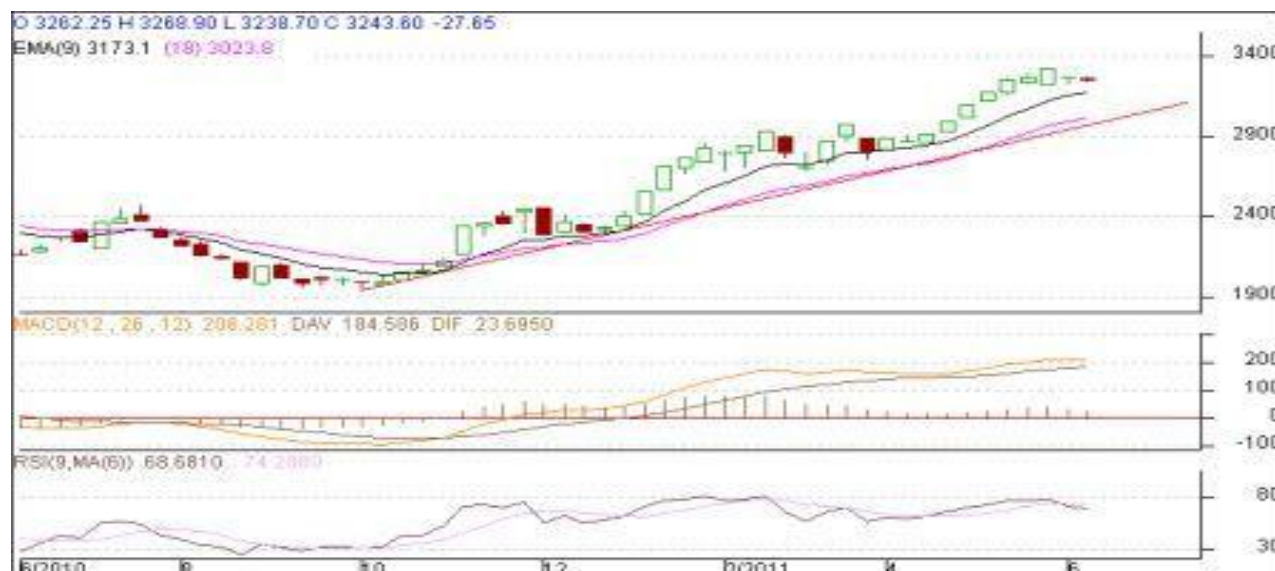 O 3262.25 H 3268.90 L 3238.70 C 3243.60 -27.65
EMA(9) 3173.1 (18) 3023.8
3400
2900
2400
1900
MACD(12 , 26 , 12) 208.281 DAV 184.586 DIF 23.6950
200
100
0
-100
RSI(9,MA(6)) 68.6810
80
30
6/2010 8 10 12 2/2011 4 6